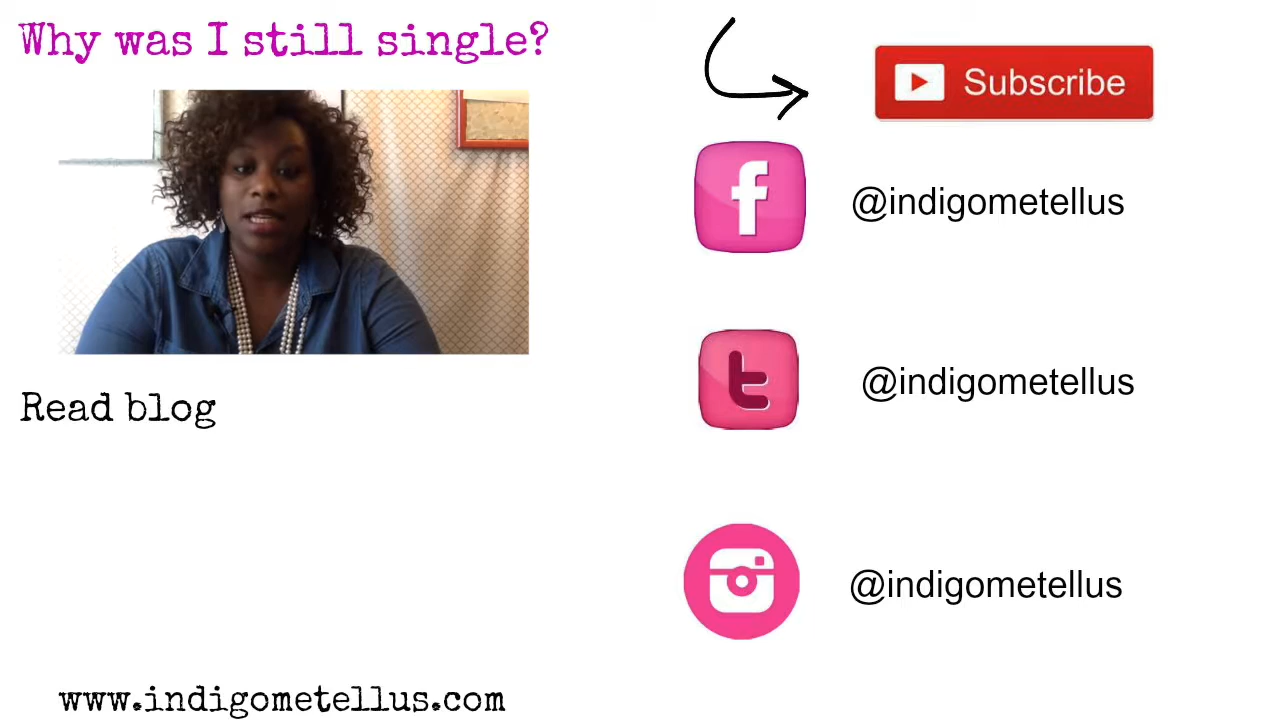 Why was I still single?
Subscribe
@indigometellus
@indigometellus
Read blog
@indigometellus
www.indigometellus.com